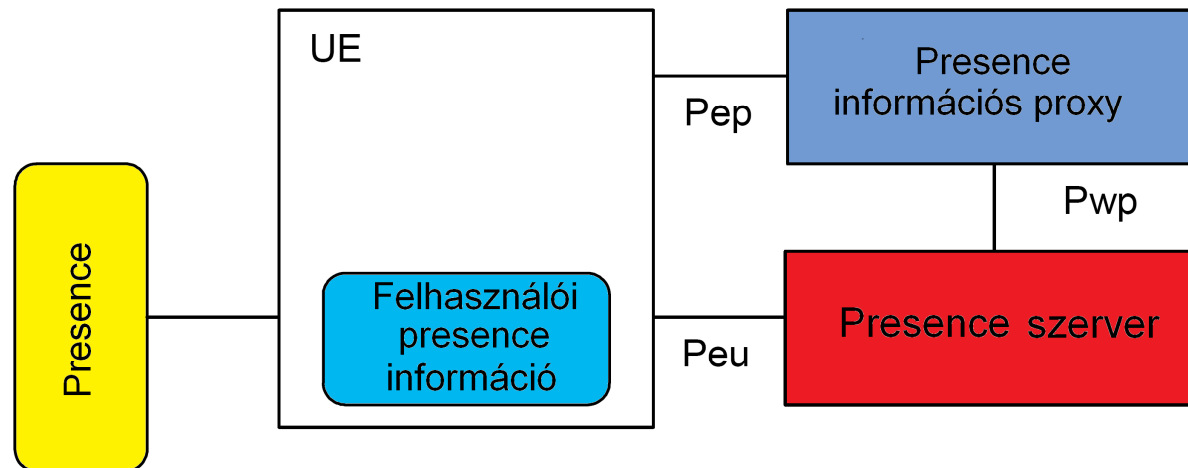 UE
Presence
információs proxy
Pep
Pwp
Presence
Felhasználói
presence
információ
Peu
Presence szerver